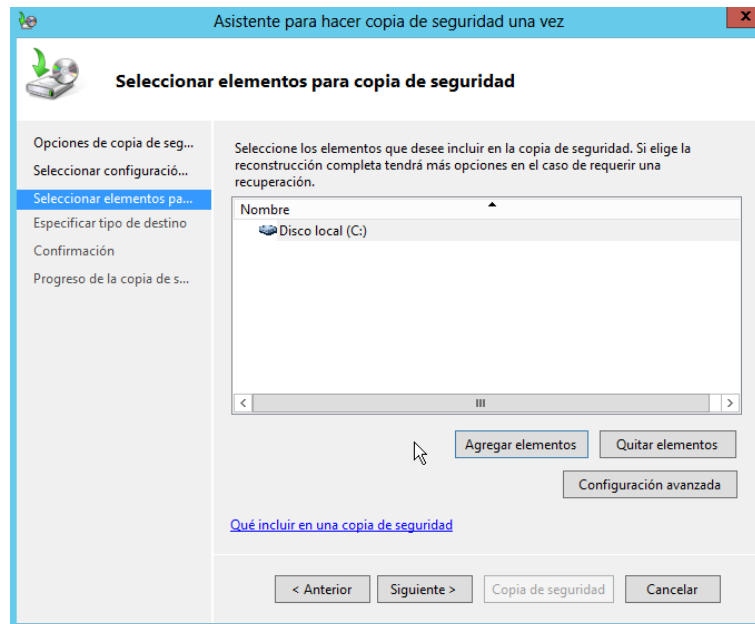 Asistente para hacer copia de seguridad una vez
x
Seleccionar elementos para copia de seguridad
Opciones de copia de seg...
Seleccionar configuració...
Seleccionar elementos pa...
Especificar tipo de destino
Confirmación
Progreso de la copia de s...
Seleccione los elementos que desee incluir en la copia de seguridad. Si elige la
reconstrucción completa tendrá más opciones en el caso de requerir una
recuperación.
Nombre
Disco local (C:)
Agregar elementos
Quitar elementos
Configuración avanzada
Qué incluir en una copia de seguridad
< Anterior
Siguiente >
Copia de seguridad
Cancelar